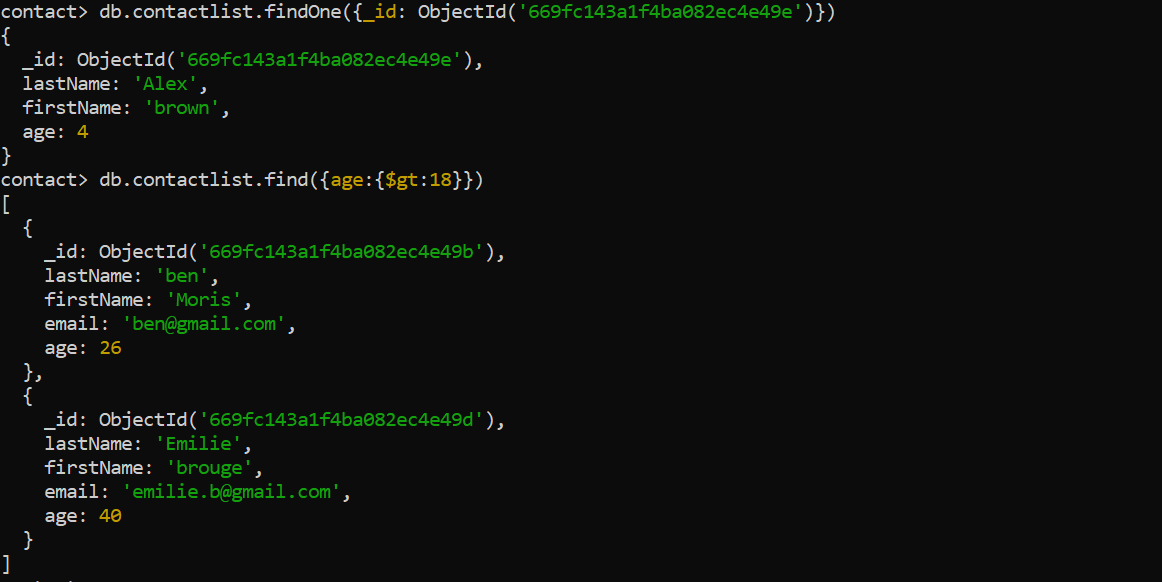 contact> db.contactlist.findOne({_id: ObjectId('669fc143a1f4ba082ec4e49e')})
{
  _id: ObjectId('669fc143a1f4ba082ec4e49e'),
  lastName: 'Alex',
  firstName: 'brown',
  age: 4
}
contact> db.contactlist.find({age:{$gt:18}})
[
  {
    _id: ObjectId('669fc143a1f4ba082ec4e49b'),
    lastName: 'ben',
    firstName: 'Moris',
    email: 'ben@gmail.com',
    age: 26
  },
  {
    _id: ObjectId('669fc143a1f4ba082ec4e49d'),
    lastName: 'Emilie',
    firstName: 'brouge',
    email: 'emilie.b@gmail.com',
    age: 40
  }
]